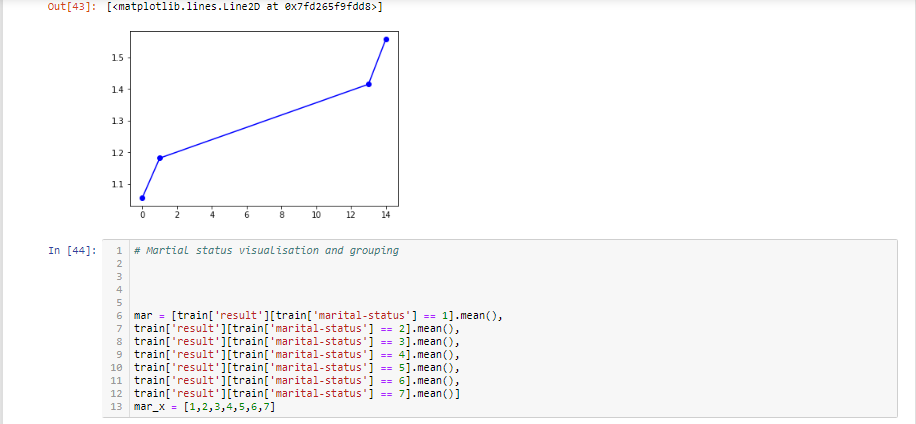 Out[43]: [<matplotlib.lines.Line2D at 0x7fd265f9fdd8>]
1.5
1.4
1.3
1.2
1.1
0 2 4 6 8 10 12 14
In [44]:
1 # Martial status visualisation and grouping
2
3
4
5
6 mar = [train['result'][train['marital-status'] == 1].mean(),
7 train['result'][train['marital-status'] == 2].mean(),
8 train['result'][train['marital-status'] == 3].mean(),
9 train['result'][train['marital-status'] == 4].mean(),
10 train['result'][train['marital-status'] == 5].mean(),
11 train['result'][train['marital-status'] == 6].mean(),
12 train['result'][train['marital-status'] == 7].mean()]
13 mar_x = [1,2,3,4,5,6,7]